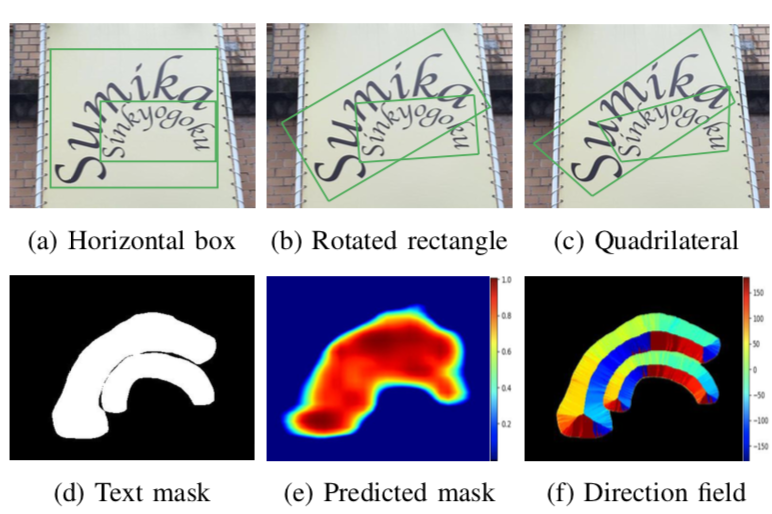 Sumika
Sinkyogoku
Sumika
Sinkyogoku
Sumika
Sinkyogoku
(a) Horizontal box
(b) Rotated rectangle
(c) Quadrilateral
1.0
0.8
0.6
0.4
0.2
150
100
50
0
−50
−100
−150
(d) Text mask
(e) Predicted mask
(f) Direction field